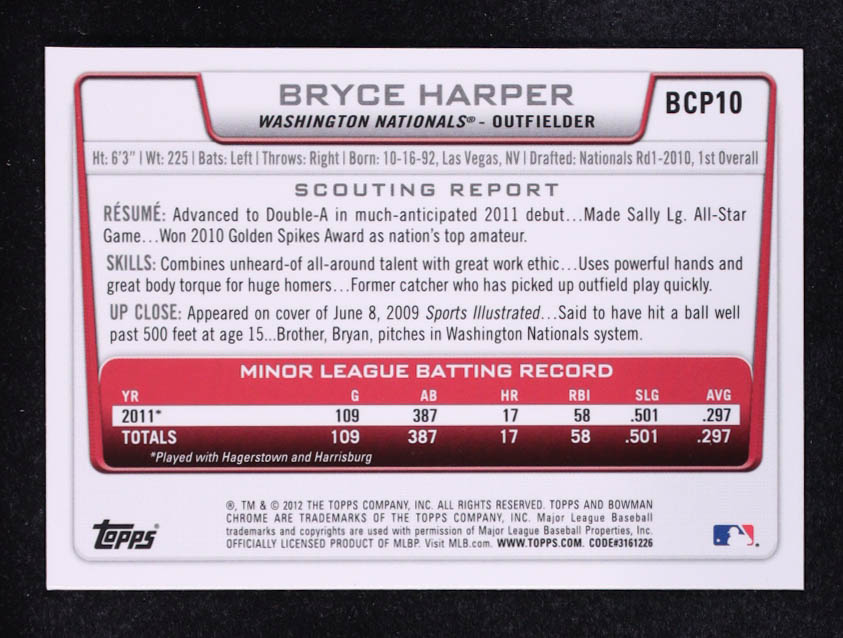 BRYCE HARPER
BCP10
WASHINGTON NATIONALS® - OUTFIELDER
Ht: 6'3" | Wt: 225 | Bats: Left | Throws: Right | Born: 10-16-92, Las Vegas, NV | Drafted: Nationals Rd1-2010, 1st Overall
SCOUTING REPORT
RÉSUMÉ: Advanced to Double-A in much-anticipated 2011 debut...Made Sally Lg. All-Star
Game...Won 2010 Golden Spikes Award as nation's top amateur.
SKILLS: Combines unheard-of all-around talent with great work ethic...Uses powerful hands and
great body torque for huge homers...Former catcher who has picked up outfield play quickly.
UP CLOSE: Appeared on cover of June 8, 2009 Sports Illustrated...Said to have hit a ball well
past 500 feet at age 15...Brother, Bryan, pitches in Washington Nationals system.
MINOR LEAGUE BATTING RECORD
YR G AB HR RBI SLG AVG
2011* 109 387 17 58 .501 .297
TOTALS 109 387 17 58 .501 .297
*Played with Hagerstown and Harrisburg
®, TM & © 2012 THE TOPPS COMPANY, INC. ALL RIGHTS RESERVED. TOPPS AND BOWMAN
CHROME ARE TRADEMARKS OF THE TOPPS COMPANY, INC. Major League Baseball
trademarks and copyrights are used with permission of Major League Baseball Properties, Inc.
OFFICIALLY LICENSED PRODUCT OF MLBP. Visit MLB.com. WWW.TOPPS.COM. CODE#3161226
Topps